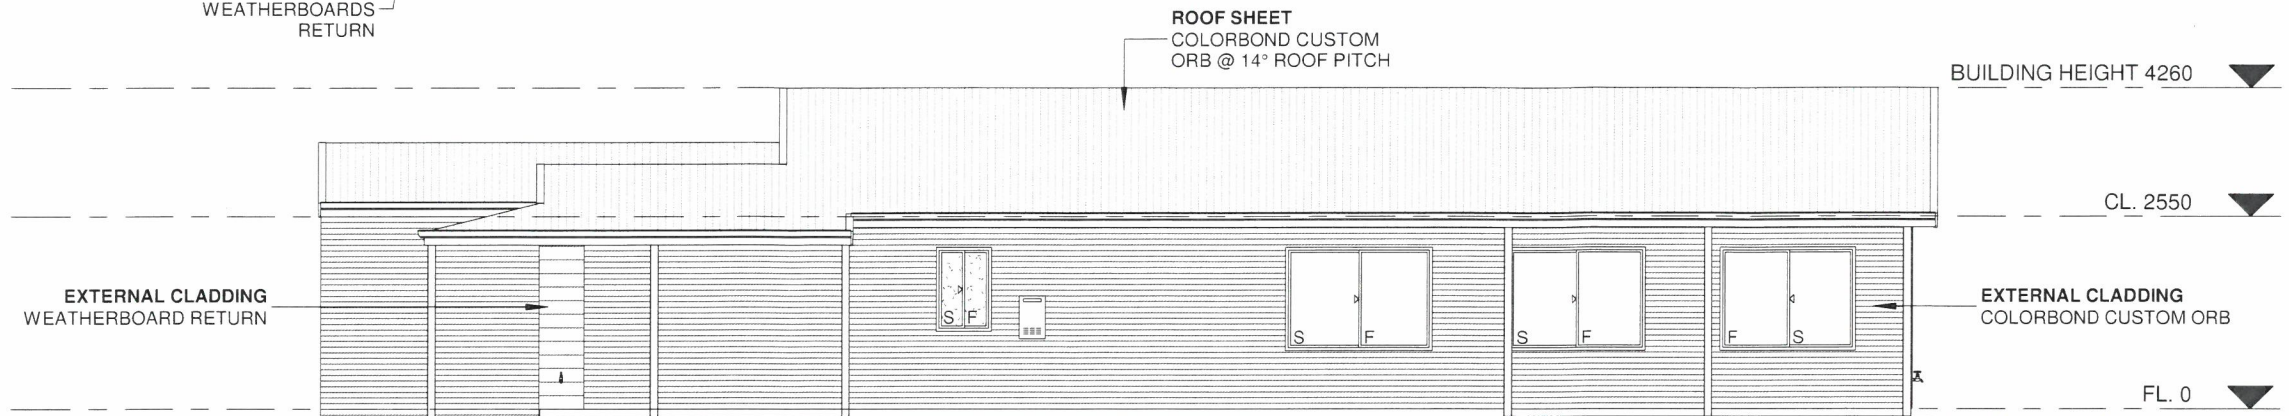 WEATHERBOARDS
RETURN
ROOF SHEET
COLORBOND CUSTOM
ORB @ 14° ROOF PITCH
BUILDING HEIGHT 4260
CL. 2550
EXTERNAL CLADDING
WEATHERBOARD RETURN
S F
S F
S F
F S
EXTERNAL CLADDING
COLORBOND CUSTOM ORB
FL. 0